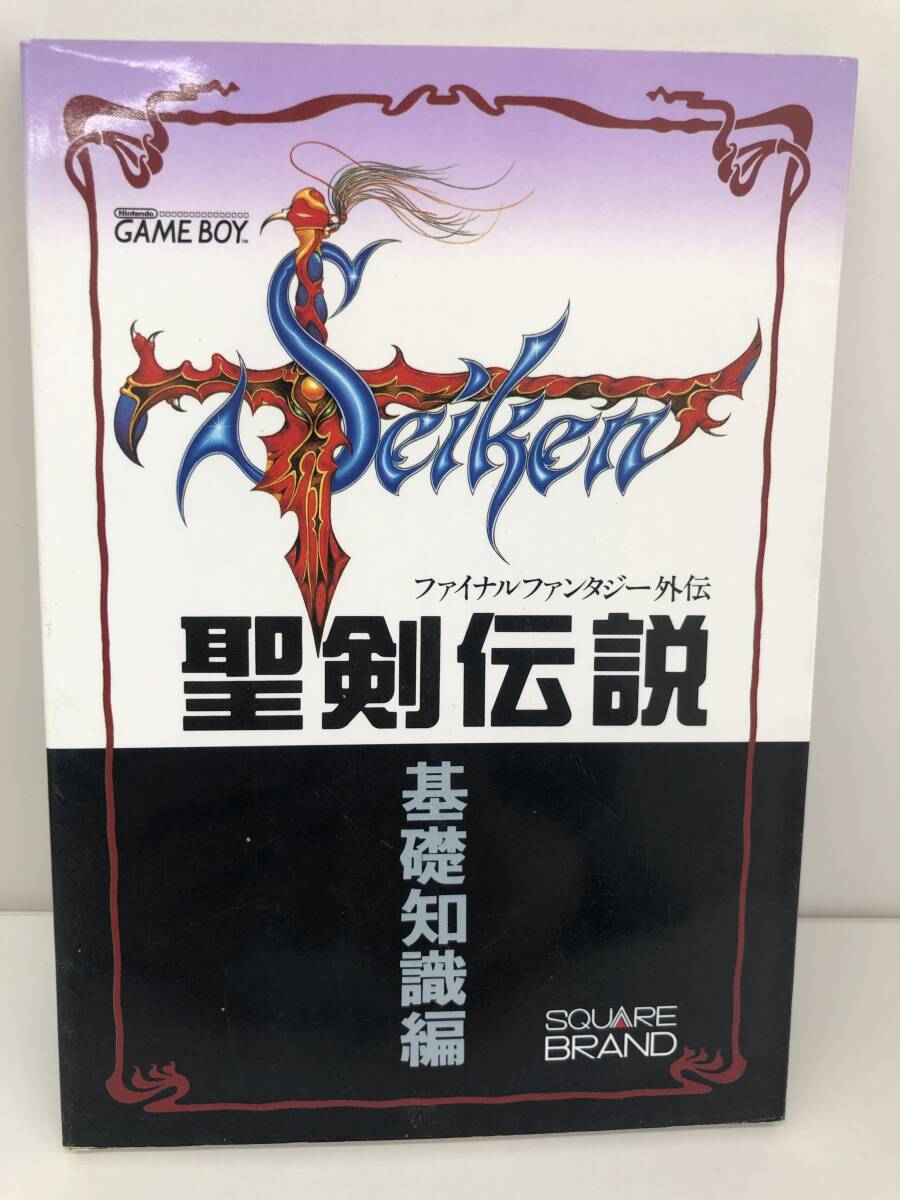 Nintendo
GAME BOY™
Seiken
ファイナルファンタジー外伝
聖剣伝説
基礎知識編
SQUARE
BRAND